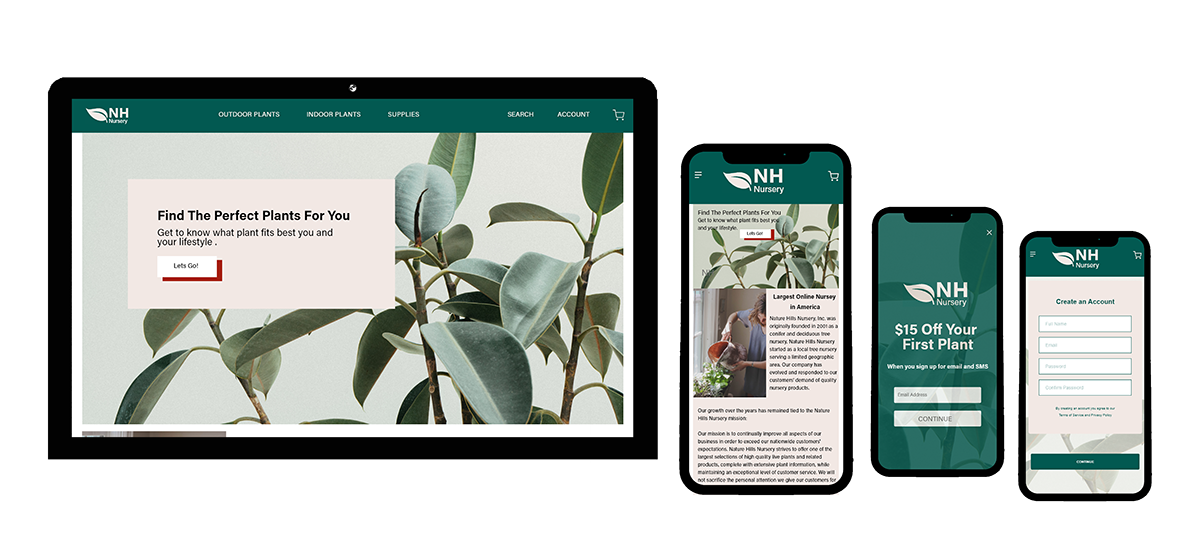 NH
Nursery
OUTDOOR PLANTS
INDOOR PLANTS
SUPPLIES
SEARCH
ACCOUNT
Find The Perfect Plants For You
Get to know what plant fits best you and
your lifestyle .
Lets Go!
NH
Nursery
Find The Perfect Plants For You
Get to know what plant fits best you
and your lifestyle.
Lets Go!
Largest Online Nursey
in America
Nature Hills Nursery, Inc. was
originally founded in 2001 as a
conifer and deciduous tree
nursery. Nature Hills Nursery
started as a local tree nursery
serving a limited geographic
area. Our company has
evolved and responded to our
customers' demand of quality
nursery products.
Our growth over the years has remained tied to the Nature
Hills Nursery mission:
Our mission is to continually improve all aspects of our
business in order to exceed our nationwide customers'
expectations. Nature Hills Nursery strives to offer one of the
largest selections of high quality live plants and related
products, complete with extensive plant information, while
maintaining an exceptional level of customer service. We will
not sacrifice the personal attention we give our customers for
NH
Nursery
$15 Off Your
First Plant
When you sign up for email and SMS
Email Address
CONTINUE
NH
Nursery
Create an Account
Full Name
Email
Password
Confirm Password
By creating an account you agree to our
Terms of Service and Privacy Policy
CONTINUE